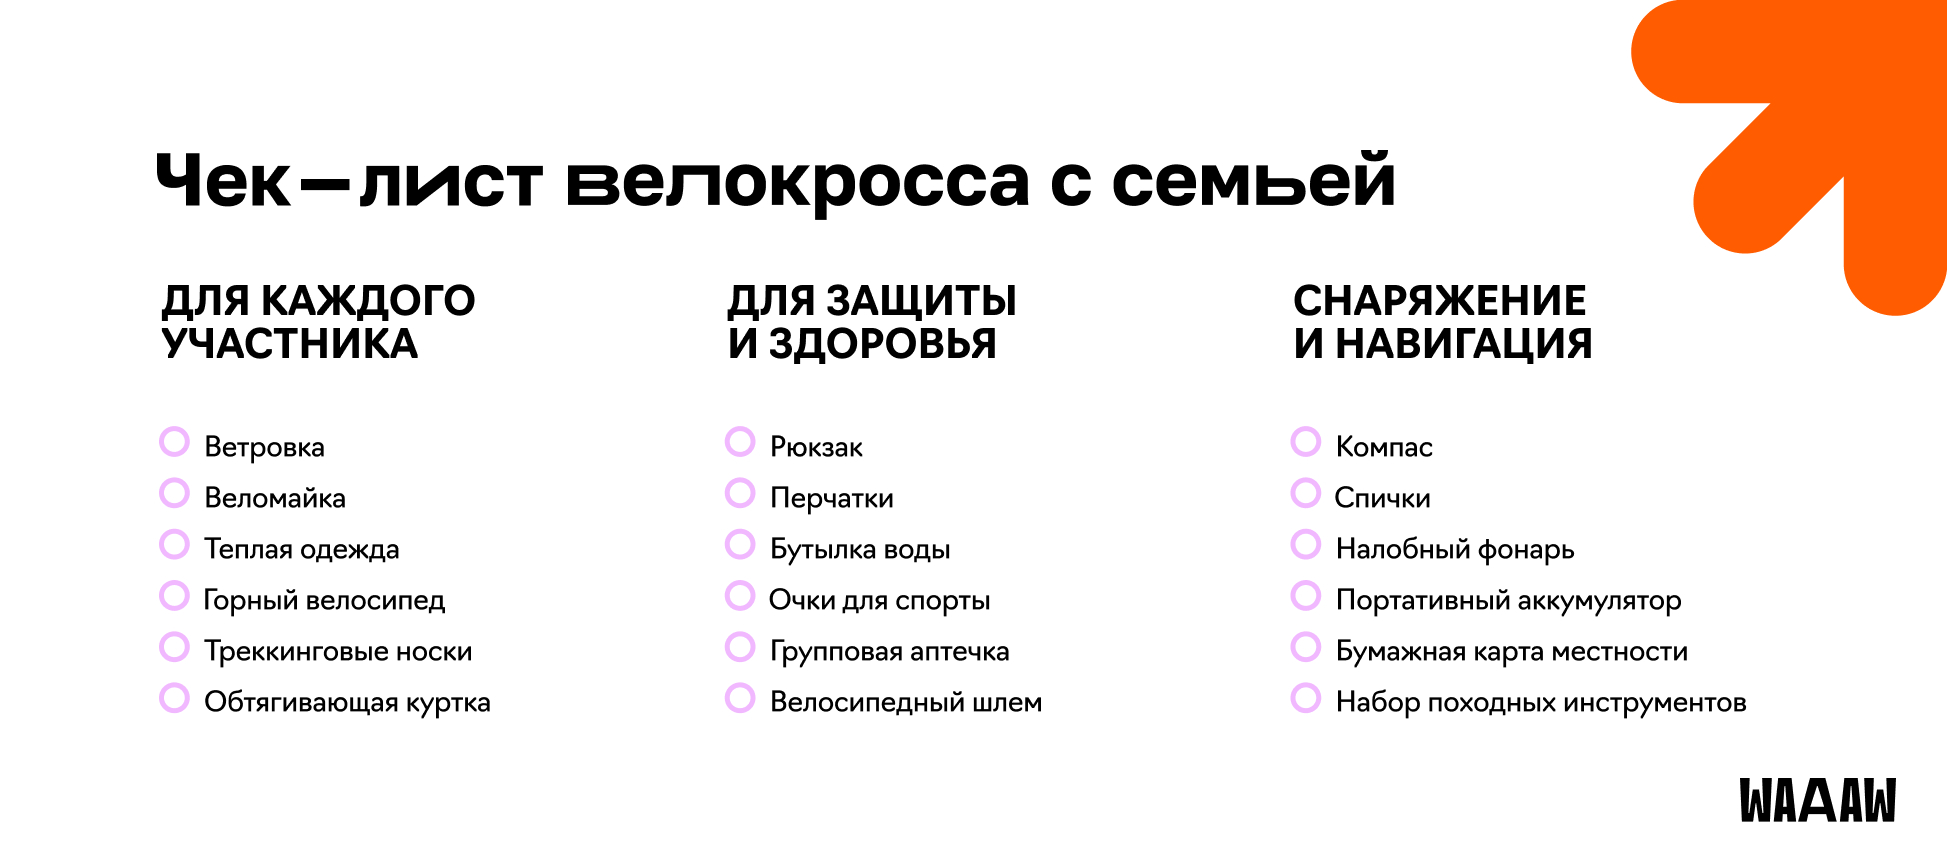 Чек—лист велокросса с семьей
ДЛЯ КАЖДОГО
УЧАСТНИКА
Ветровка
Веломайка
Теплая одежда
Горный велосипед
Треккинговые носки
Обтягивающая куртка
ДЛЯ ЗАЩИТЫ
И ЗДОРОВЬЯ
Рюкзак
Перчатки
Бутылка воды
Очки для спорты
Групповая аптечка
Велосипедный шлем
СНАРЯЖЕНИЕ
И НАВИГАЦИЯ
Компас
Спички
Налобный фонарь
Портативный аккумулятор
Бумажная карта местности
Набор походных инструментов
WAAAW